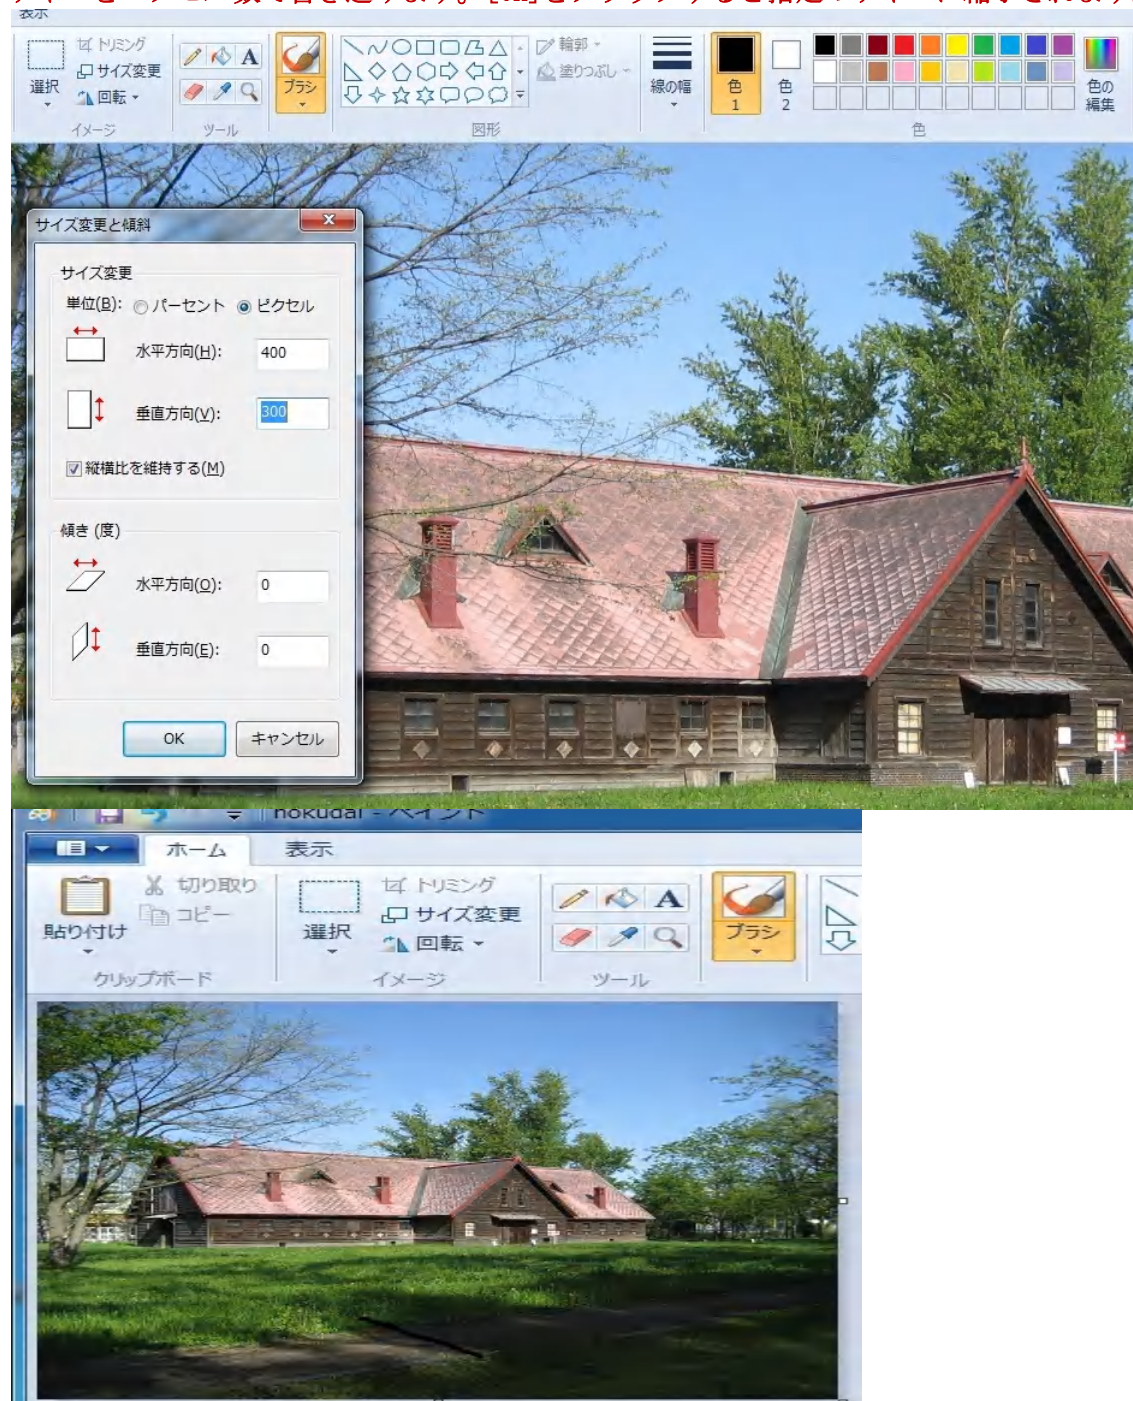 表示
トリミング
サイズ変更
選択
回転
イメージ
ツール
ブラシ
図形
輪郭
塗りつぶし
線の幅
色
1
色
2
色の
編集
色
サイズ変更と傾斜
サイズ変更
単位(B): パーセント ピクセル
水平方向(H): 400
垂直方向(V): 300
縦横比を維持する(M)
傾き (度)
水平方向(O): 0
垂直方向(E): 0
OK キャンセル
hokudai - ペイント
ホーム 表示
貼り付け
切り取り
コピー
クリップボード
選択
トリミング
サイズ変更
回転
イメージ
A
ツール
ブラシ